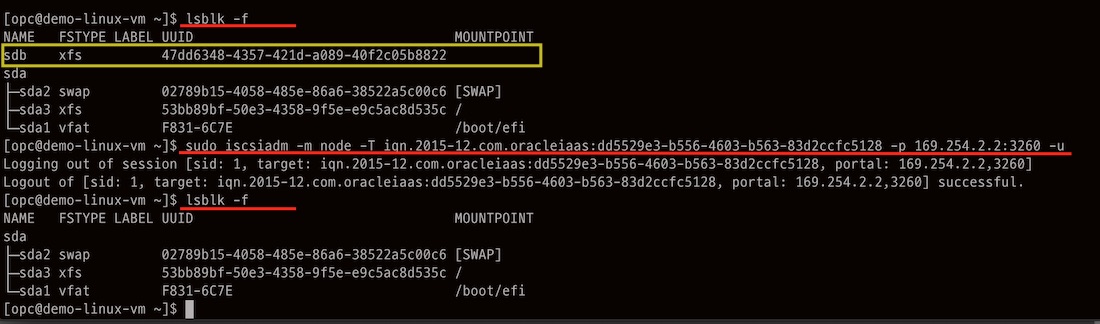 [opc@demo-linux-vm ~]$ lsblk -f
NAME   FSTYPE LABEL UUID                                 MOUNTPOINT
sdb    xfs          47dd6348-4357-421d-a089-40f2c05b8822
sda
├─sda2 swap         02789b15-4058-485e-86a6-38522a5c00c6 [SWAP]
├─sda3 xfs          53bb89bf-50e3-4358-9f5e-e9c5ac8d535c /
└─sda1 vfat         F831-6C7E                            /boot/efi
[opc@demo-linux-vm ~]$ sudo iscsiadm -m node -T iqn.2015-12.com.oracleiaas:dd5529e3-b556-4603-b563-83d2ccfc5128 -p 169.254.2.2:3260 -u
Logging out of session [sid: 1, target: iqn.2015-12.com.oracleiaas:dd5529e3-b556-4603-b563-83d2ccfc5128, portal: 169.254.2.2,3260]
Logout of [sid: 1, target: iqn.2015-12.com.oracleiaas:dd5529e3-b556-4603-b563-83d2ccfc5128, portal: 169.254.2.2,3260] successful.
[opc@demo-linux-vm ~]$ lsblk -f
NAME   FSTYPE LABEL UUID                                 MOUNTPOINT
sda
├─sda2 swap         02789b15-4058-485e-86a6-38522a5c00c6 [SWAP]
├─sda3 xfs          53bb89bf-50e3-4358-9f5e-e9c5ac8d535c /
└─sda1 vfat         F831-6C7E                            /boot/efi
[opc@demo-linux-vm ~]$